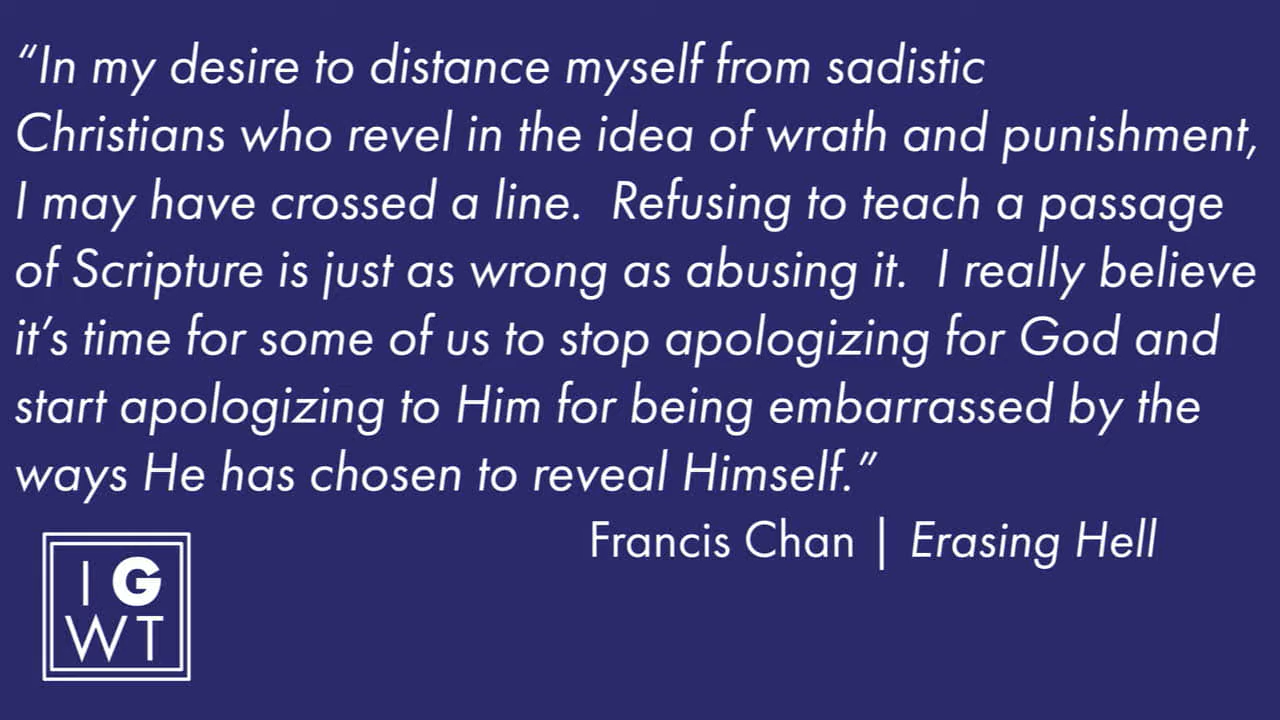 “In my desire to distance myself from sadistic
Christians who revel in the idea of wrath and punishment,
I may have crossed a line.  Refusing to teach a passage
of Scripture is just as wrong as abusing it.  I really believe
it’s time for some of us to stop apologizing for God and
start apologizing to Him for being embarrassed by the
ways He has chosen to reveal Himself.”
Francis Chan | Erasing Hell
I G
WT